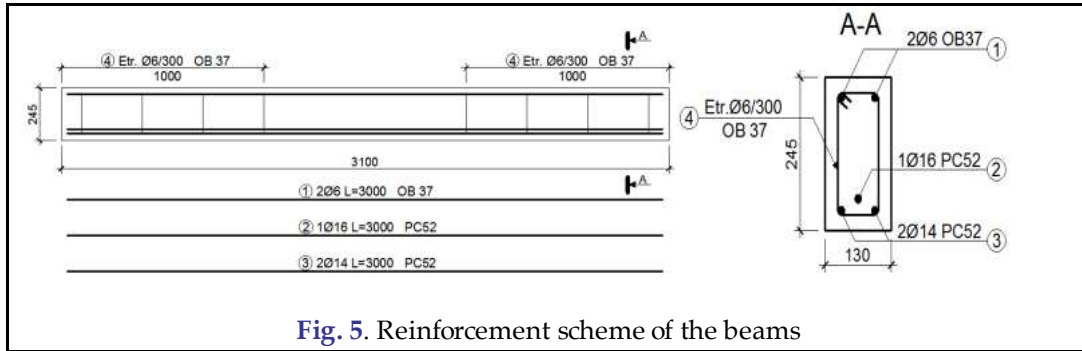 ④ Etr. Ø6/300 OB 37
1000
④ Etr. Ø6/300 OB 37
1000
A
245
3100
A
① 2Ø6 L=3000 OB 37
② 1Ø16 L=3000 PC52
③ 2Ø14 L=3000 PC52
A-A
2Ø6 OB37 ①
④ Etr.Ø6/300
OB 37
245
1Ø16 PC52 ②
2Ø14 PC52 ③
130
Fig. 5. Reinforcement scheme of the beams